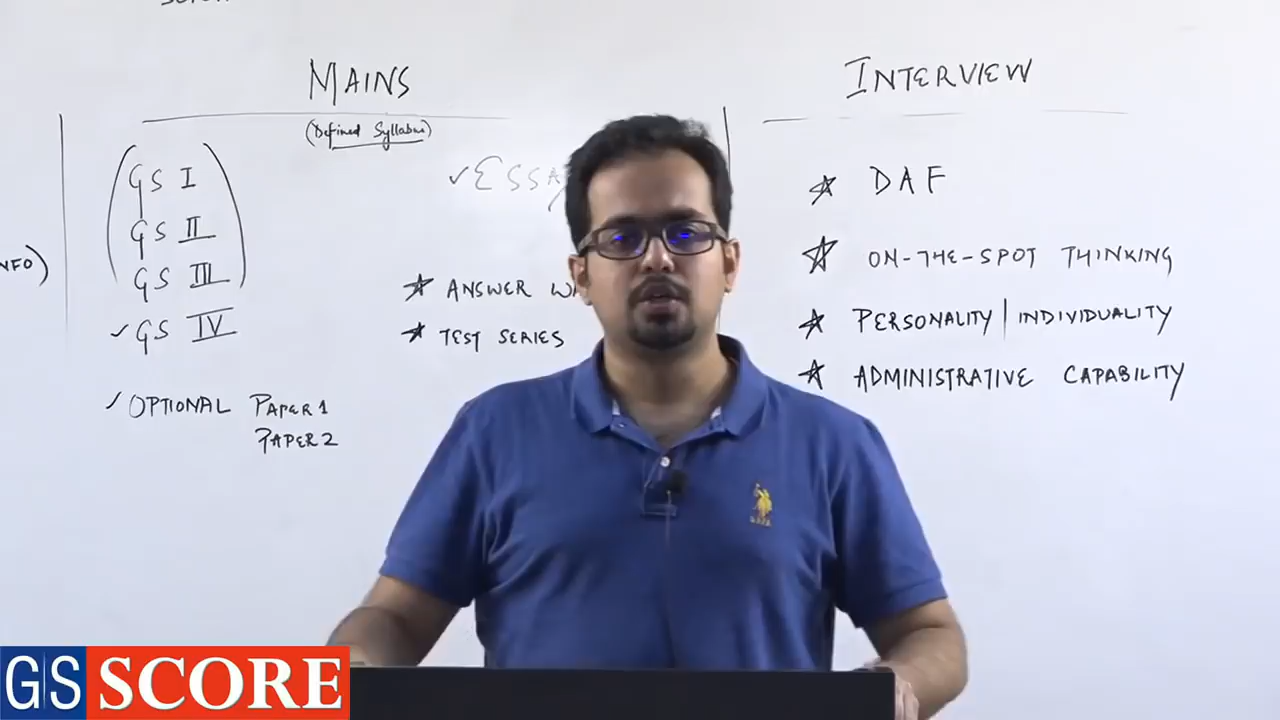 MAINS
(Defined Syllabus)
GS I
GS II
GS III
✓ GS IV
✓ OPTIONAL PAPER 1
PAPER 2
✓ ESSA
★ ANSWER
★ TEST SERIES
INTERVIEW
★ DAF
★ ON-THE-SPOT THINKING
★ PERSONALITY | INDIVIDUALITY
★ ADMINISTRATIVE CAPABILITY
GS SCORE